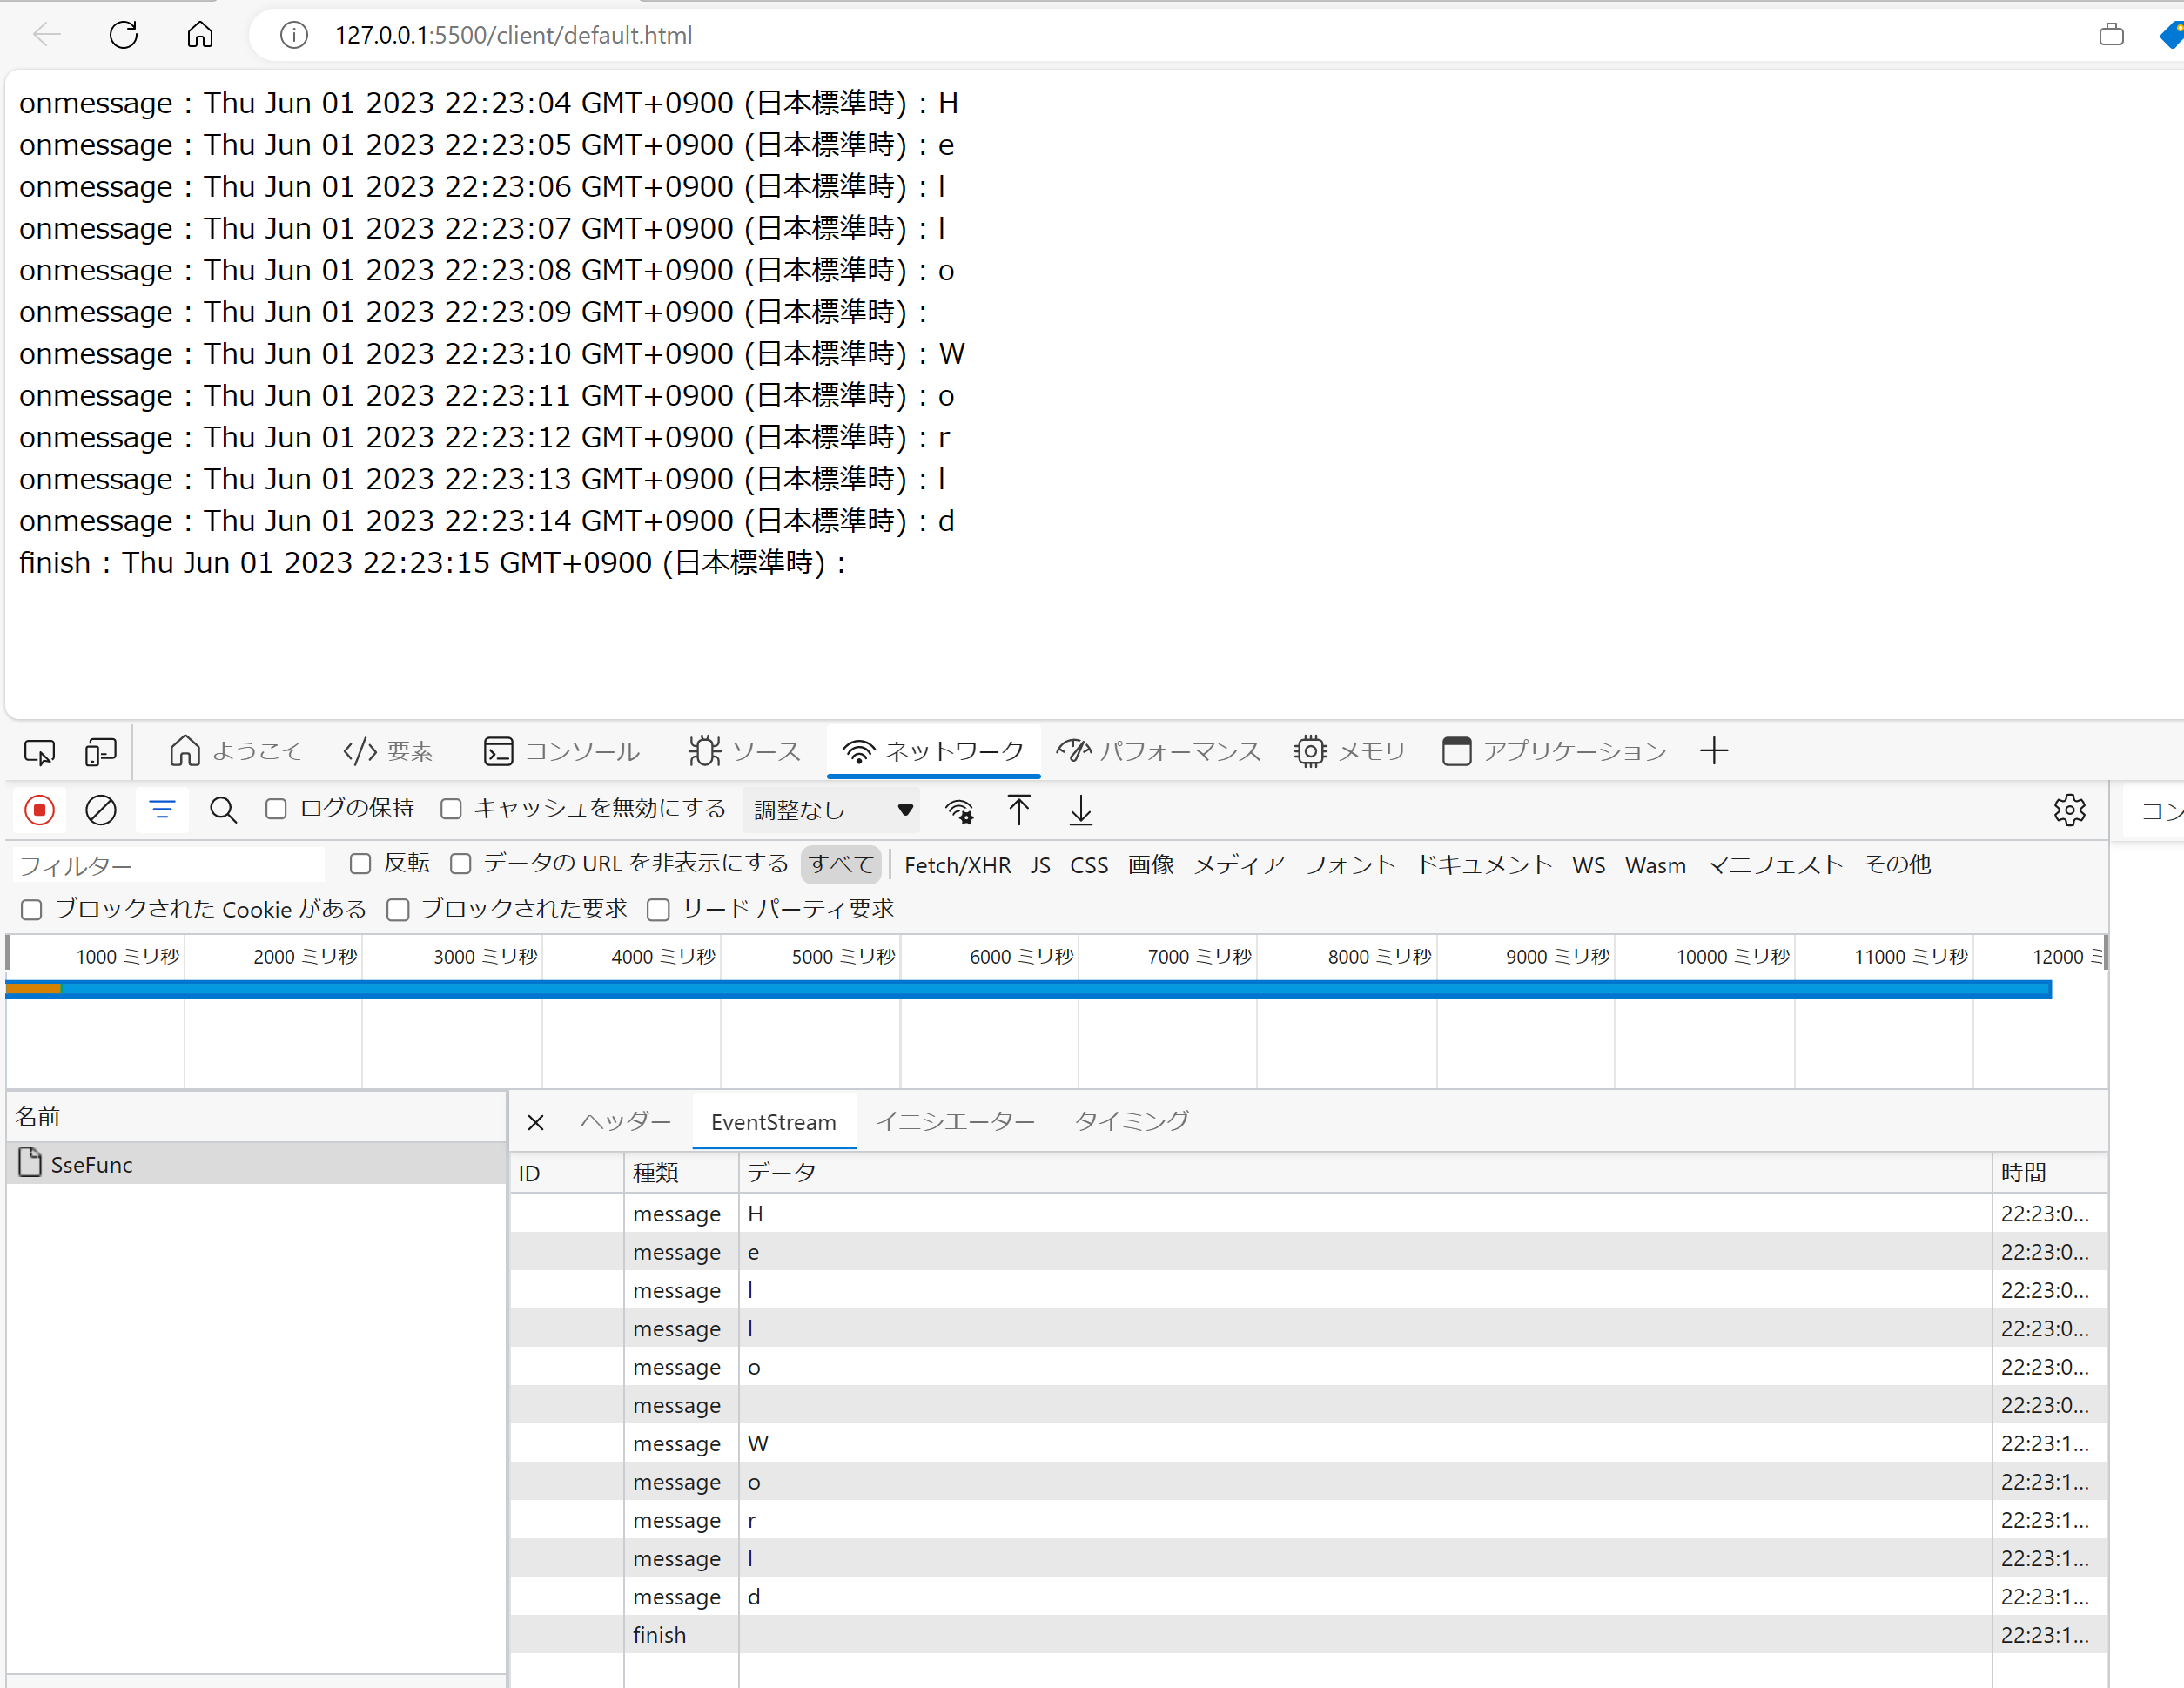 127.0.0.1:5500/client/default.html
onmessage : Thu Jun 01 2023 22:23:04 GMT+0900 (日本標準時) : H
onmessage : Thu Jun 01 2023 22:23:05 GMT+0900 (日本標準時) : e
onmessage : Thu Jun 01 2023 22:23:06 GMT+0900 (日本標準時) : l
onmessage : Thu Jun 01 2023 22:23:07 GMT+0900 (日本標準時) : l
onmessage : Thu Jun 01 2023 22:23:08 GMT+0900 (日本標準時) : o
onmessage : Thu Jun 01 2023 22:23:09 GMT+0900 (日本標準時) :
onmessage : Thu Jun 01 2023 22:23:10 GMT+0900 (日本標準時) : W
onmessage : Thu Jun 01 2023 22:23:11 GMT+0900 (日本標準時) : o
onmessage : Thu Jun 01 2023 22:23:12 GMT+0900 (日本標準時) : r
onmessage : Thu Jun 01 2023 22:23:13 GMT+0900 (日本標準時) : l
onmessage : Thu Jun 01 2023 22:23:14 GMT+0900 (日本標準時) : d
finish : Thu Jun 01 2023 22:23:15 GMT+0900 (日本標準時) :
ようこそ 要素 コンソール ソース ネットワーク パフォーマンス メモリ アプリケーション
ログの保持 キャッシュを無効にする 調整なし コン
フィルター 反転 データの URL を非表示にする すべて Fetch/XHR JS CSS 画像 メディア フォント ドキュメント WS Wasm マニフェスト その他
ブロックされた Cookie がある ブロックされた要求 サード パーティ要求
1000 ミリ秒 2000 ミリ秒 3000 ミリ秒 4000 ミリ秒 5000 ミリ秒 6000 ミリ秒 7000 ミリ秒 8000 ミリ秒 9000 ミリ秒 10000 ミリ秒 11000 ミリ秒 12000 ミ
名前 ヘッダー EventStream イニシエーター タイミング
SseFunc
ID 種類 データ 時間
message H 22:23:0...
message e 22:23:0...
message l 22:23:0...
message l 22:23:0...
message o 22:23:0...
message 22:23:0...
message W 22:23:1...
message o 22:23:1...
message r 22:23:1...
message l 22:23:1...
message d 22:23:1...
finish 22:23:1...